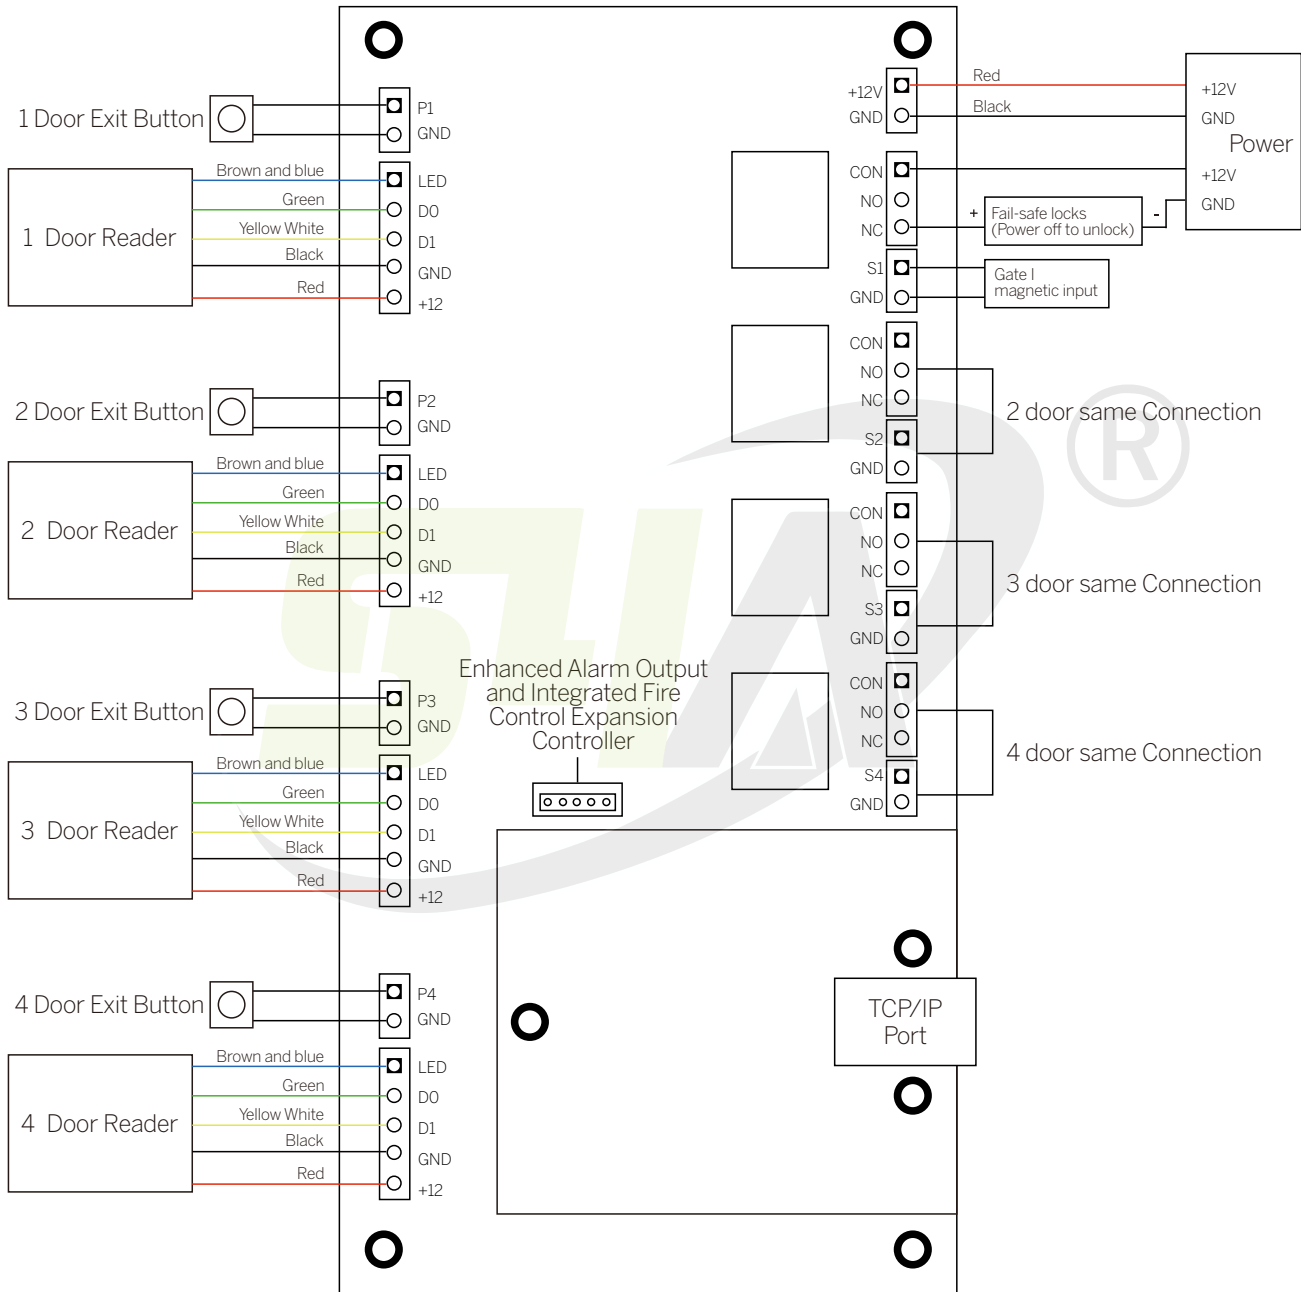 1 Door Exit Button
P1
GND
1 Door Reader
Brown and blue
Green
Yellow White
Black
Red
LED
D0
D1
GND
+12
2 Door Exit Button
P2
GND
2 Door Reader
Brown and blue
Green
Yellow White
Black
Red
LED
D0
D1
GND
+12
3 Door Exit Button
P3
GND
3 Door Reader
Brown and blue
Green
Yellow White
Black
Red
LED
D0
D1
GND
+12
4 Door Exit Button
P4
GND
4 Door Reader
Brown and blue
Green
Yellow White
Black
Red
LED
D0
D1
GND
+12
Enhanced Alarm Output
and Integrated Fire
Control Expansion
Controller
+12V
GND
Red
Black
+12V
GND
Power
+12V
GND
CON
NO
NC
+
Fail-safe locks
(Power off to unlock)
-
S1
GND
Gate I
magnetic input
CON
NO
NC
S2
GND
2 door same Connection
CON
NO
NC
S3
GND
3 door same Connection
CON
NO
NC
S4
GND
4 door same Connection
TCP/IP
Port
®